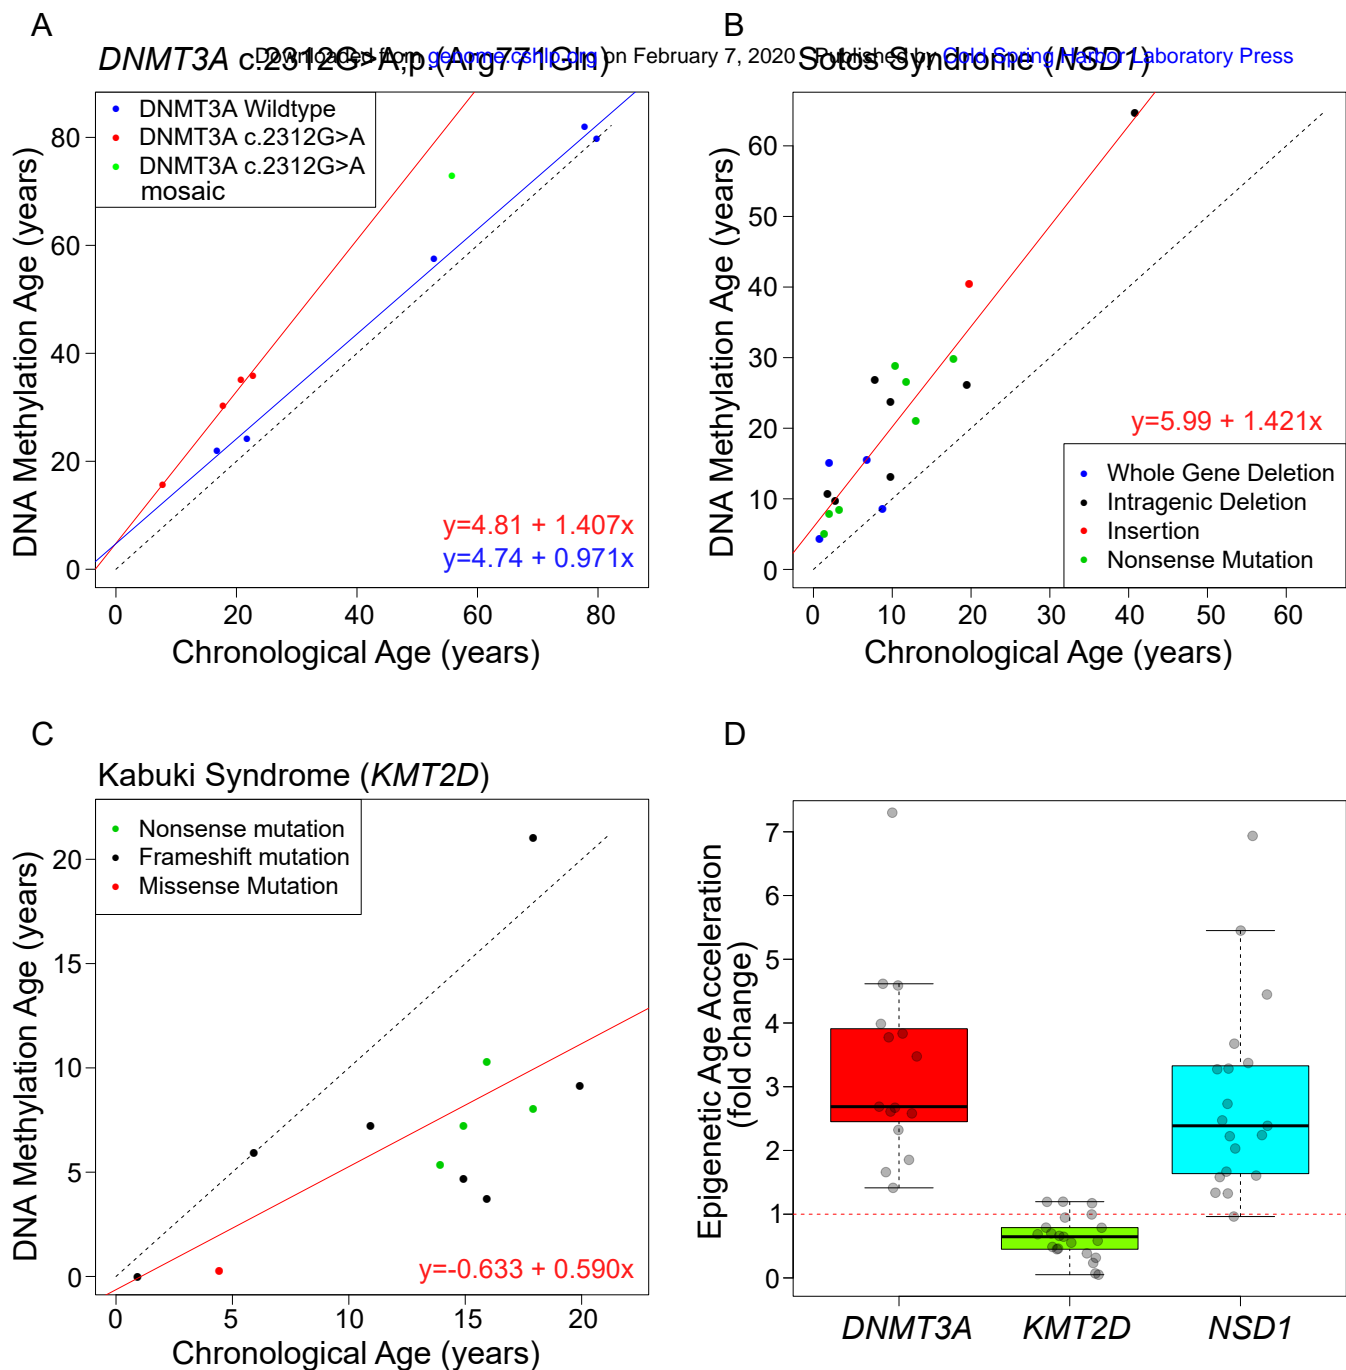 A
B
Downloaded from genome.cshlp.org on February 7, 2020 - Published by Cold Spring Harbor Laboratory Press
DNMT3A c.2312G>A;p.(Arg771Gln)
DNMT3A Wildtype
DNMT3A c.2312G>A
DNMT3A c.2312G>A
mosaic
DNA Methylation Age (years)
80
60
40
20
0
y=4.81 + 1.407x
y=4.74 + 0.971x
0 20 40 60 80
Chronological Age (years)
Sotos Syndrome (NSD1)
DNA Methylation Age (years)
60
50
40
30
20
10
0
y=5.99 + 1.421x
Whole Gene Deletion
Intragenic Deletion
Insertion
Nonsense Mutation
0 10 20 30 40 50 60
Chronological Age (years)
C
Kabuki Syndrome (KMT2D)
Nonsense mutation
Frameshift mutation
Missense Mutation
DNA Methylation Age (years)
20
15
10
5
0
y=-0.633 + 0.590x
0 5 10 15 20
Chronological Age (years)
D
Epigenetic Age Acceleration
(fold change)
7
6
5
4
3
2
1
0
DNMT3A KMT2D NSD1